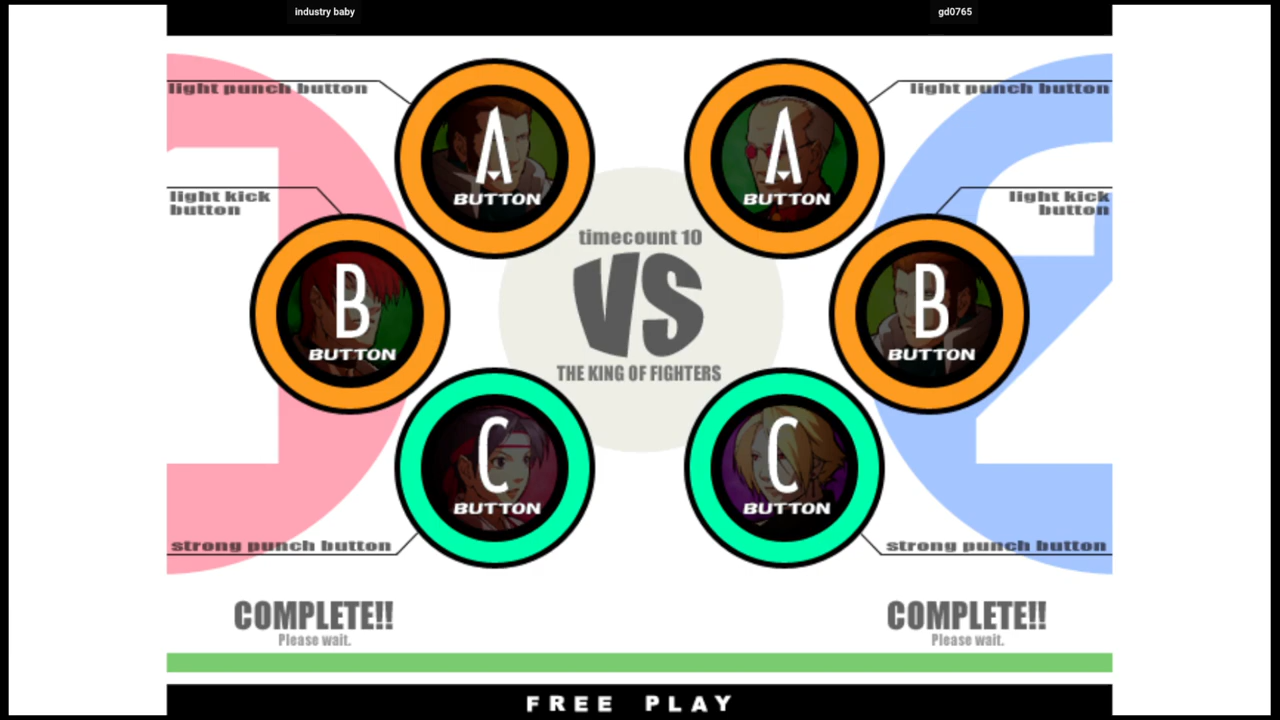 industry baby
gd0765
light punch button
light punch button
A
BUTTON
A
BUTTON
light kick
button
light kick
button
timecount 10
VS
THE KING OF FIGHTERS
B
BUTTON
B
BUTTON
C
BUTTON
C
BUTTON
strong punch button
strong punch button
COMPLETE!!
Please wait.
COMPLETE!!
Please wait.
FREE PLAY